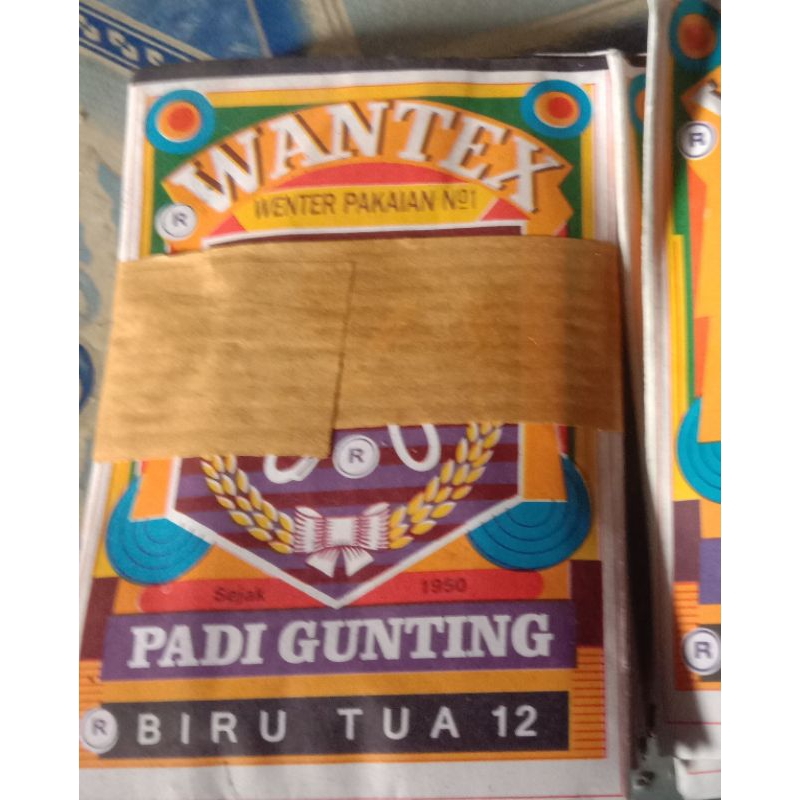 WANTEX
®
WENTER PAKAIAN Nº1
®
Sejak 1950
PADI GUNTING
® BIRU TUA 12
®
®